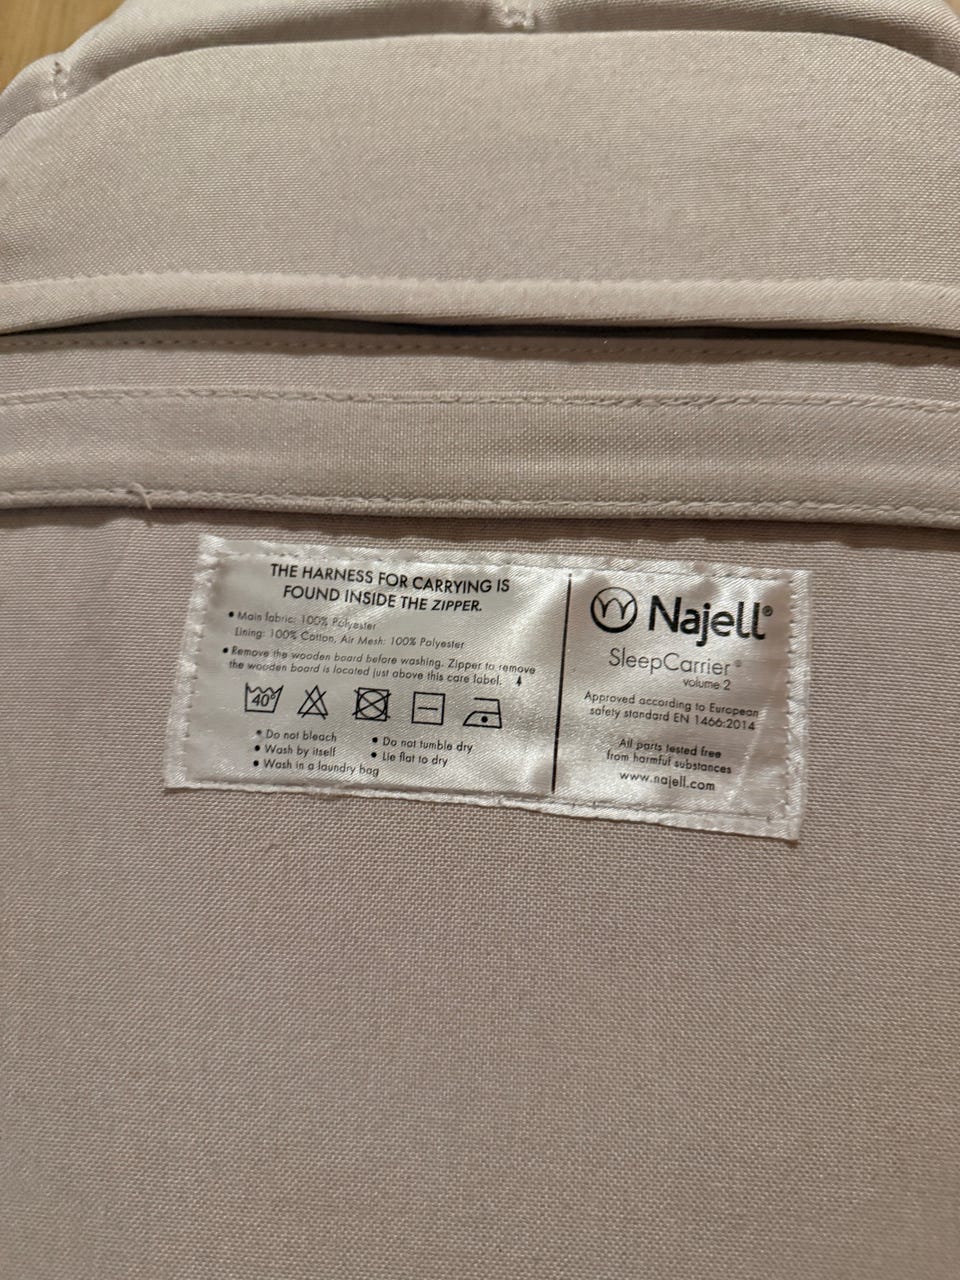 THE HARNESS FOR CARRYING IS
FOUND INSIDE THE ZIPPER.
• Main fabric: 100% Polyester
Lining: 100% Cotton, Air Mesh: 100% Polyester
• Remove the wooden board before washing. Zipper to remove
the wooden board is located just above this care label.
40°
• Do not bleach
• Wash by itself
• Wash in a laundry bag
• Do not tumble dry
• Lie flat to dry
Najell®
SleepCarrier®
volume 2
Approved according to European
safety standard EN 1466:2014
All parts tested free
from harmful substances
www.najell.com